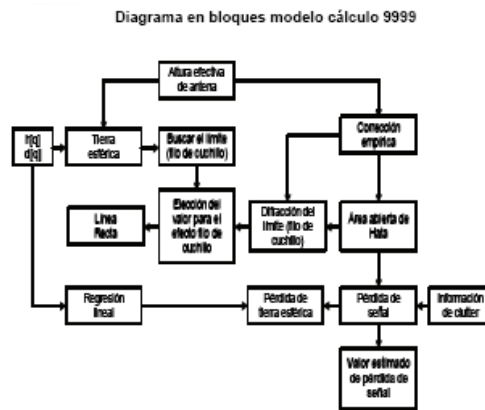 Diagrama en bloques modelo cálculo 9999
Altura efectiva
de antena
h[q]
d[q]
Tierra
esférica
Buscar el límite
(filo de cuchillo)
Corrección
empírica
Línea
Recta
Elección del
valor para el
efecto filo de
cuchillo
Difracción del
límite (filo de
cuchillo)
Área abierta de
Hata
Regresión
lineal
Pérdida de
tierra esférica
Pérdida de
señal
Información
de clutter
Valor estimado
de pérdida de
señal